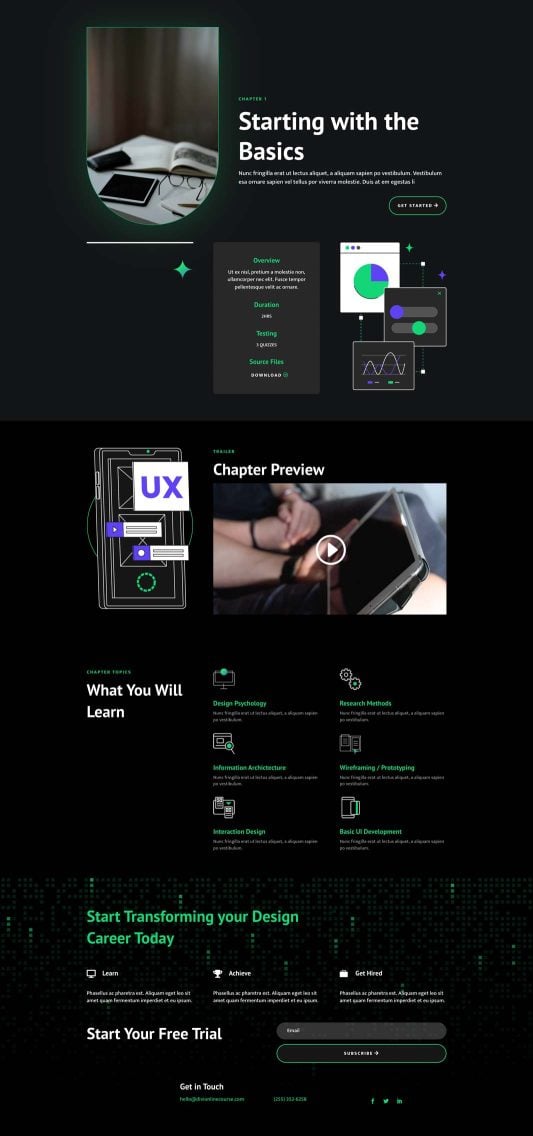 CHAPTER 1
Starting with the
Basics
Nunc fringilla erat ut lectus aliquet, a aliquam sapien po vestibulum. Vestibulum
esa ornare sapien vel tellus por viverra molestie. Duis at em egestas li
GET STARTED
Overview
Ut ex nisl, pretium a molestie non,
ullamcorper nec elit. Fusce tempor
pellentesque velit ac ornare.
Duration
2HRS
Testing
3 QUIZZES
Source Files
DOWNLOAD
UX
TRAILER
Chapter Preview
CHAPTER TOPICS
What You Will
Learn
Design Psychology
Nunc fringilla erat ut lectus aliquet, a aliquam sapien
po vestibulum.
Research Methods
Nunc fringilla erat ut lectus aliquet, a aliquam sapien
po vestibulum.
Information Archictecture
Nunc fringilla erat ut lectus aliquet, a aliquam sapien
po vestibulum.
Wireframing / Prototyping
Nunc fringilla erat ut lectus aliquet, a aliquam sapien
po vestibulum.
Interaction Design
Nunc fringilla erat ut lectus aliquet, a aliquam sapien
po vestibulum.
Basic UI Development
Nunc fringilla erat ut lectus aliquet, a aliquam sapien
po vestibulum.
Start Transforming your Design
Career Today
Learn
Phasellus ac pharetra est. Aliquam eget leo sit
amet quam fermentum imperdiet et eu ipsum.
Achieve
Phasellus ac pharetra est. Aliquam eget leo sit
amet quam fermentum imperdiet et eu ipsum.
Get Hired
Phasellus ac pharetra est. Aliquam eget leo sit
amet quam fermentum imperdiet et eu ipsum.
Start Your Free Trial
Email
SUBSCRIBE
Get in Touch
hello@divionlinecourse.com
(255) 352-6258